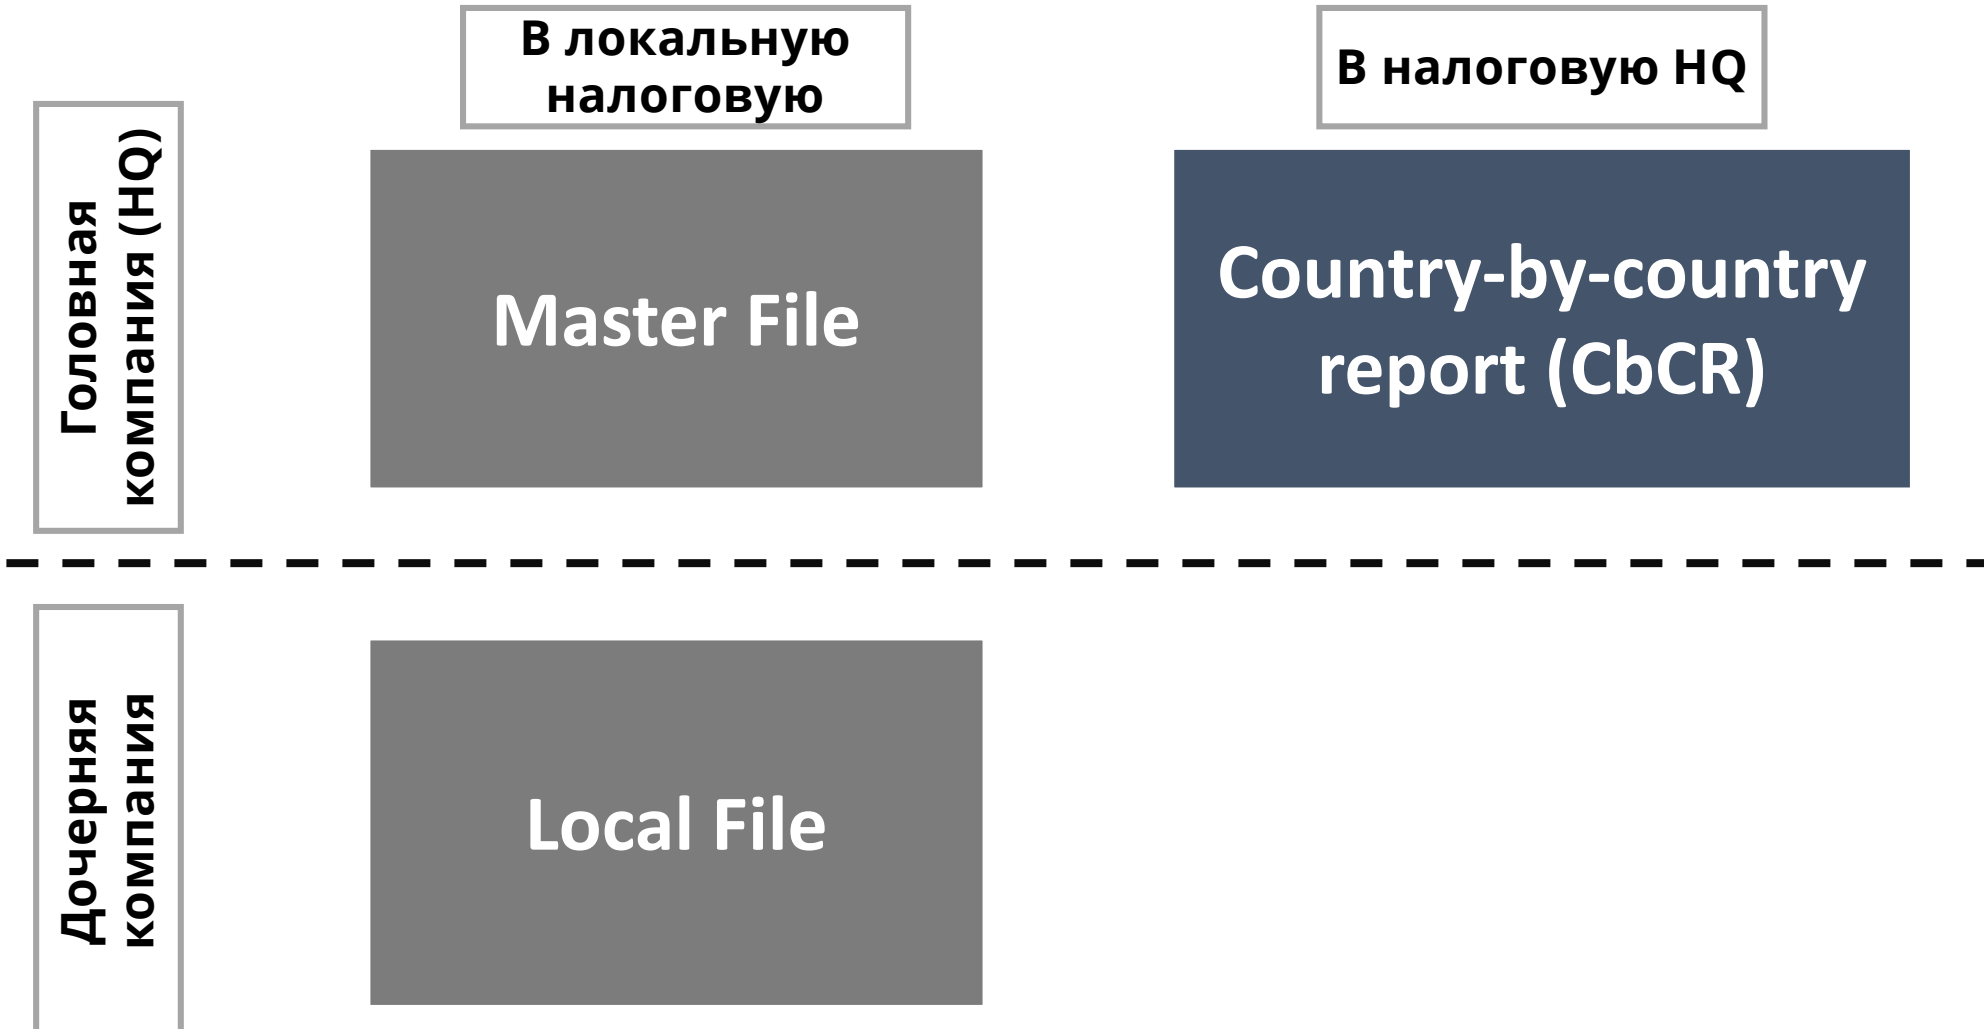 В локальную
налоговую
В налоговую HQ
Головная
компания (HQ)
Master File
Country-by-country
report (CbCR)
Дочерняя
компания
Local File